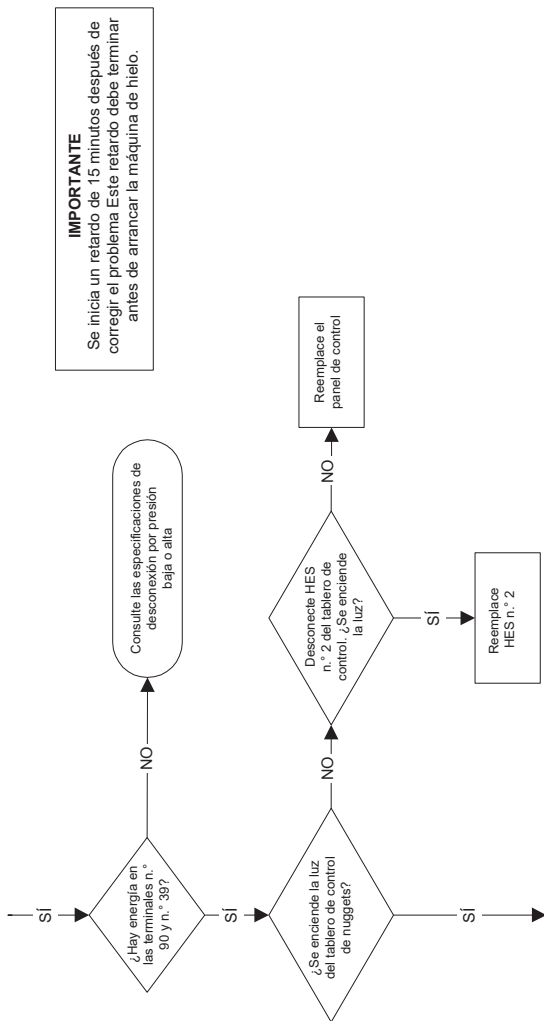 IMPORTANTE
Se inicia un retardo de 15 minutos después de
corregir el problema Este retardo debe terminar
antes de arrancar la máquina de hielo.
SÍ
¿Hay energía en
las terminales n.°
90 y n.° 39?
NO
Consulte las especificaciones de
desconexión por presión
baja o alta
SÍ
¿Se enciende la luz
del tablero de control
de nuggets?
NO
Desconecte HES
n.° 2 del tablero de
control. ¿Se enciende
la luz?
NO
Reemplace el
panel de control
SÍ
Reemplace
HES n.° 2
SÍ